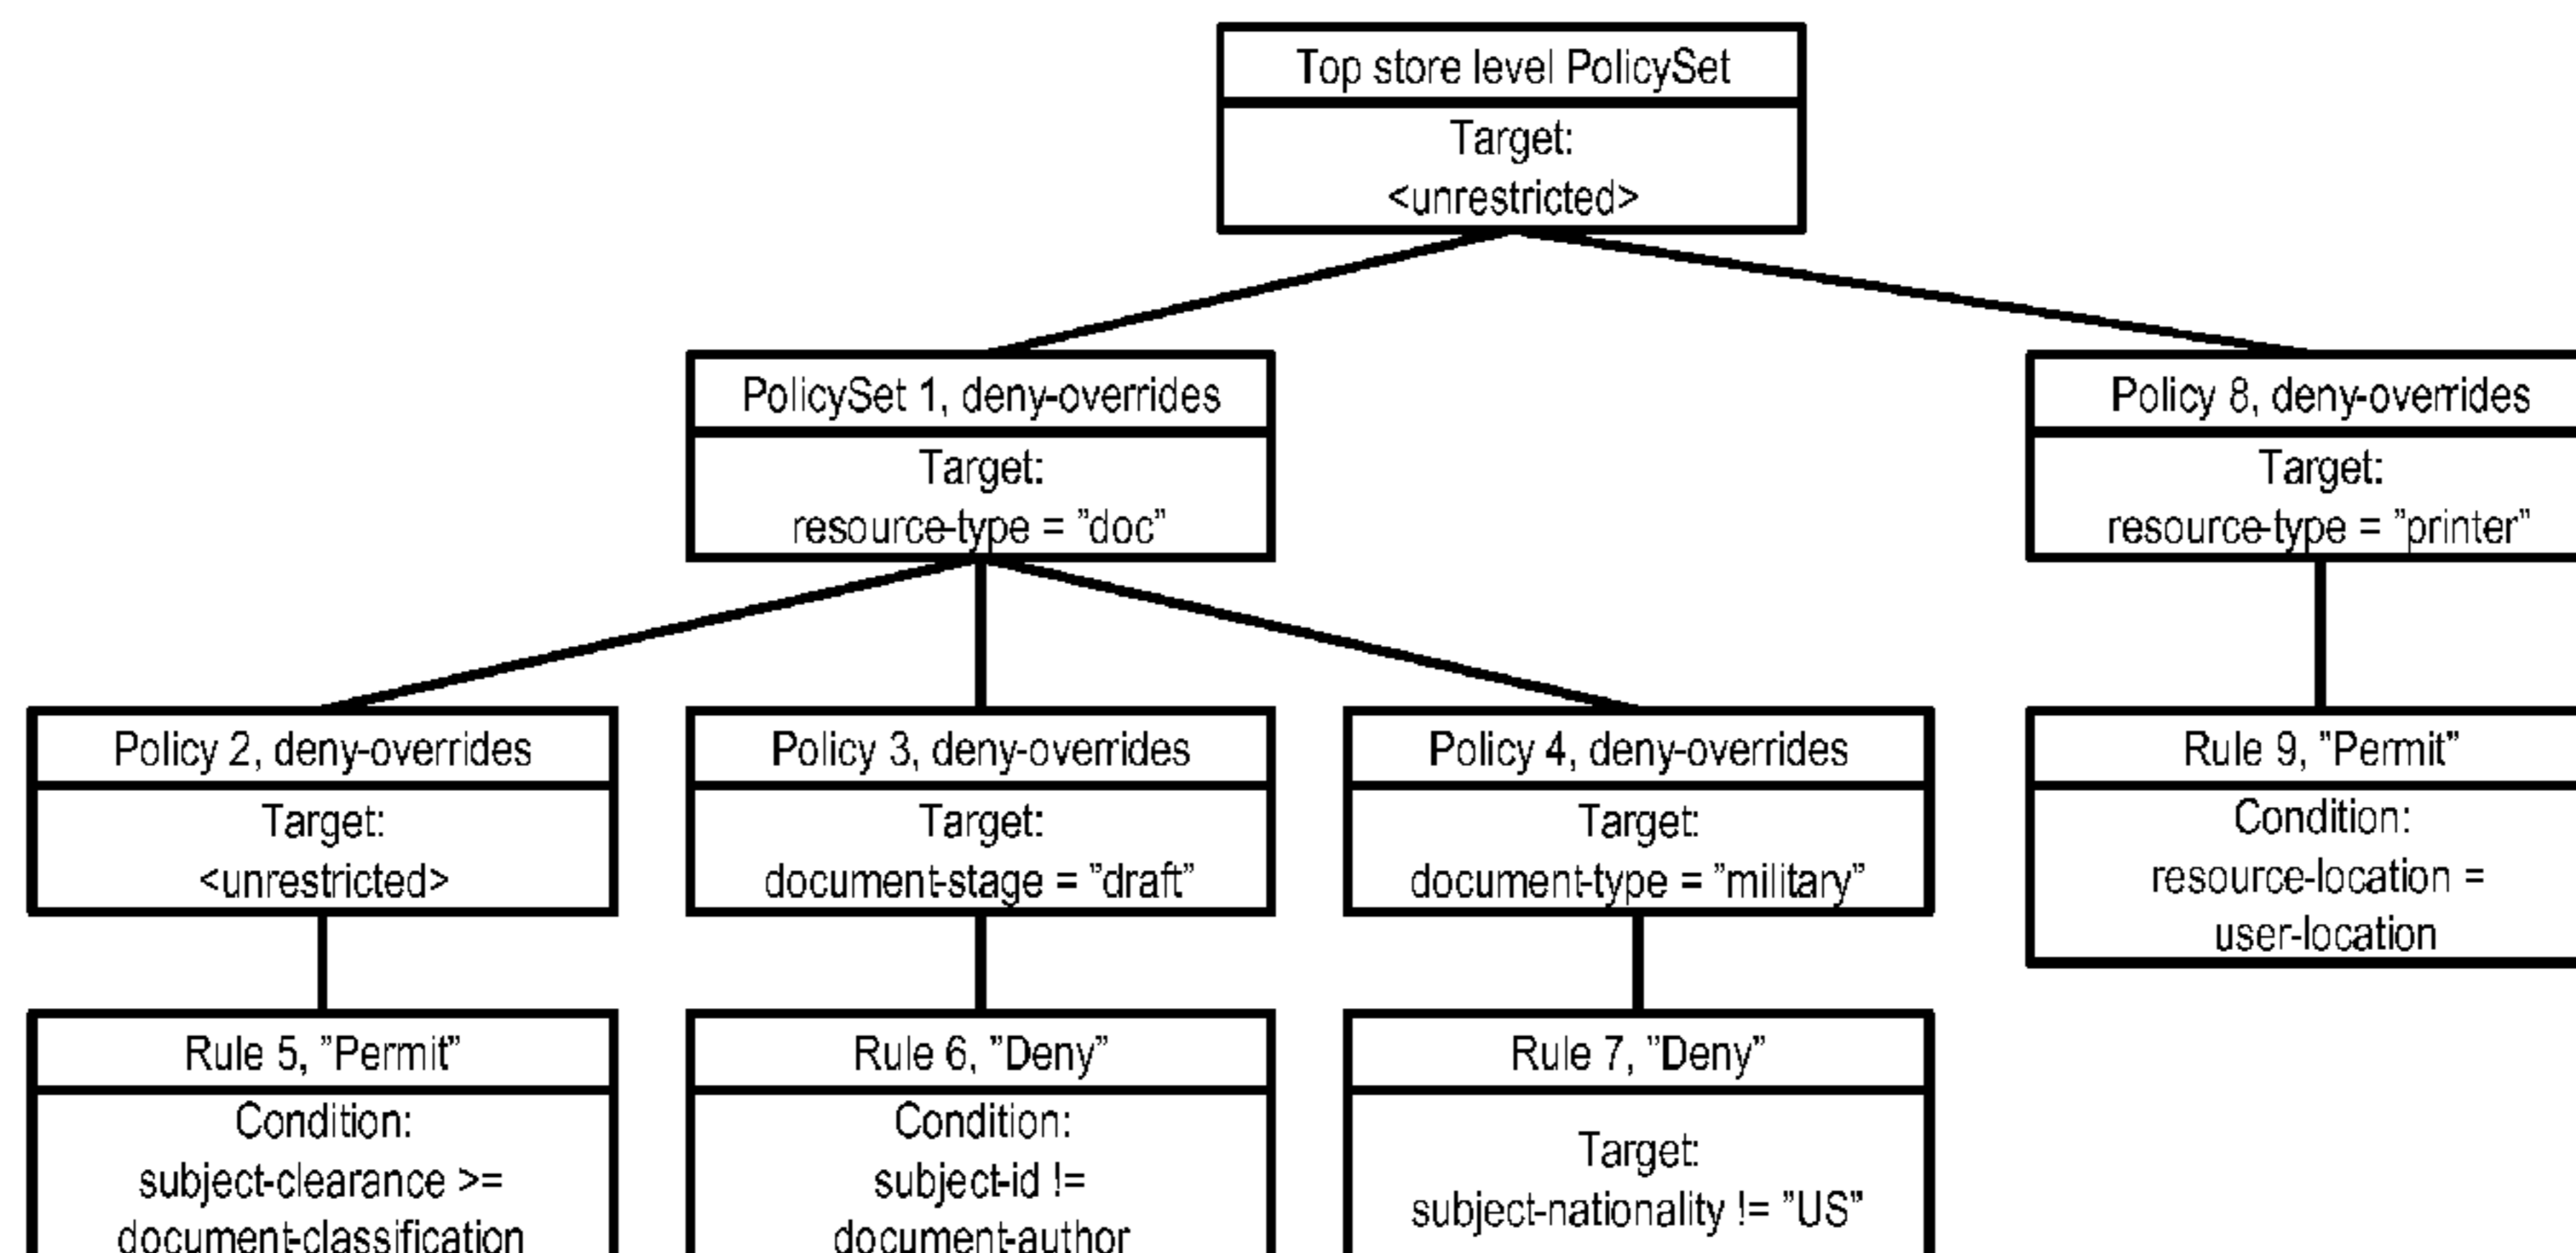 Top store level PolicySet
Target:
<unrestricted>
PolicySet 1, deny-overrides
Target:
resource-type = ”doc”
Policy 8, deny-overrides
Target:
resource-type = ”printer”
Policy 2, deny-overrides
Target:
<unrestricted>
Policy 3, deny-overrides
Target:
document-stage = ”draft”
Policy 4, deny-overrides
Target:
document-type = ”military”
Rule 9, ”Permit”
Condition:
resource-location =
user-location
Rule 5, ”Permit”
Condition:
subject-clearance >=
document-classification
Rule 6, ”Deny”
Condition:
subject-id !=
document-author
Rule 7, ”Deny”
Target:
subject-nationality != ”US”